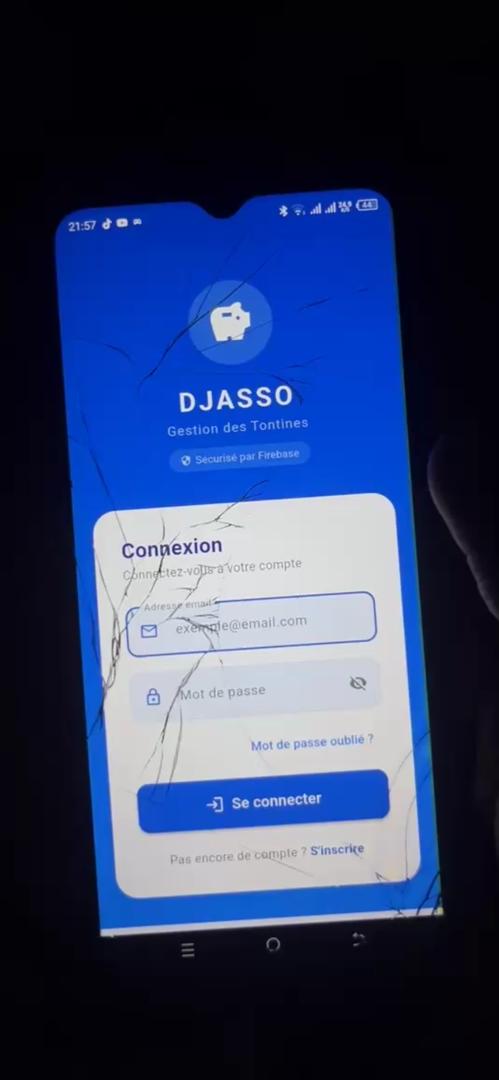 21:57
44
DJASSO
Gestion des Tontines
Sécurisé par Firebase
Connexion
Connectez-vous à votre compte
Adresse email
exemple@email.com
Mot de passe
Mot de passe oublié ?
Se connecter
Pas encore de compte ? S'inscrire